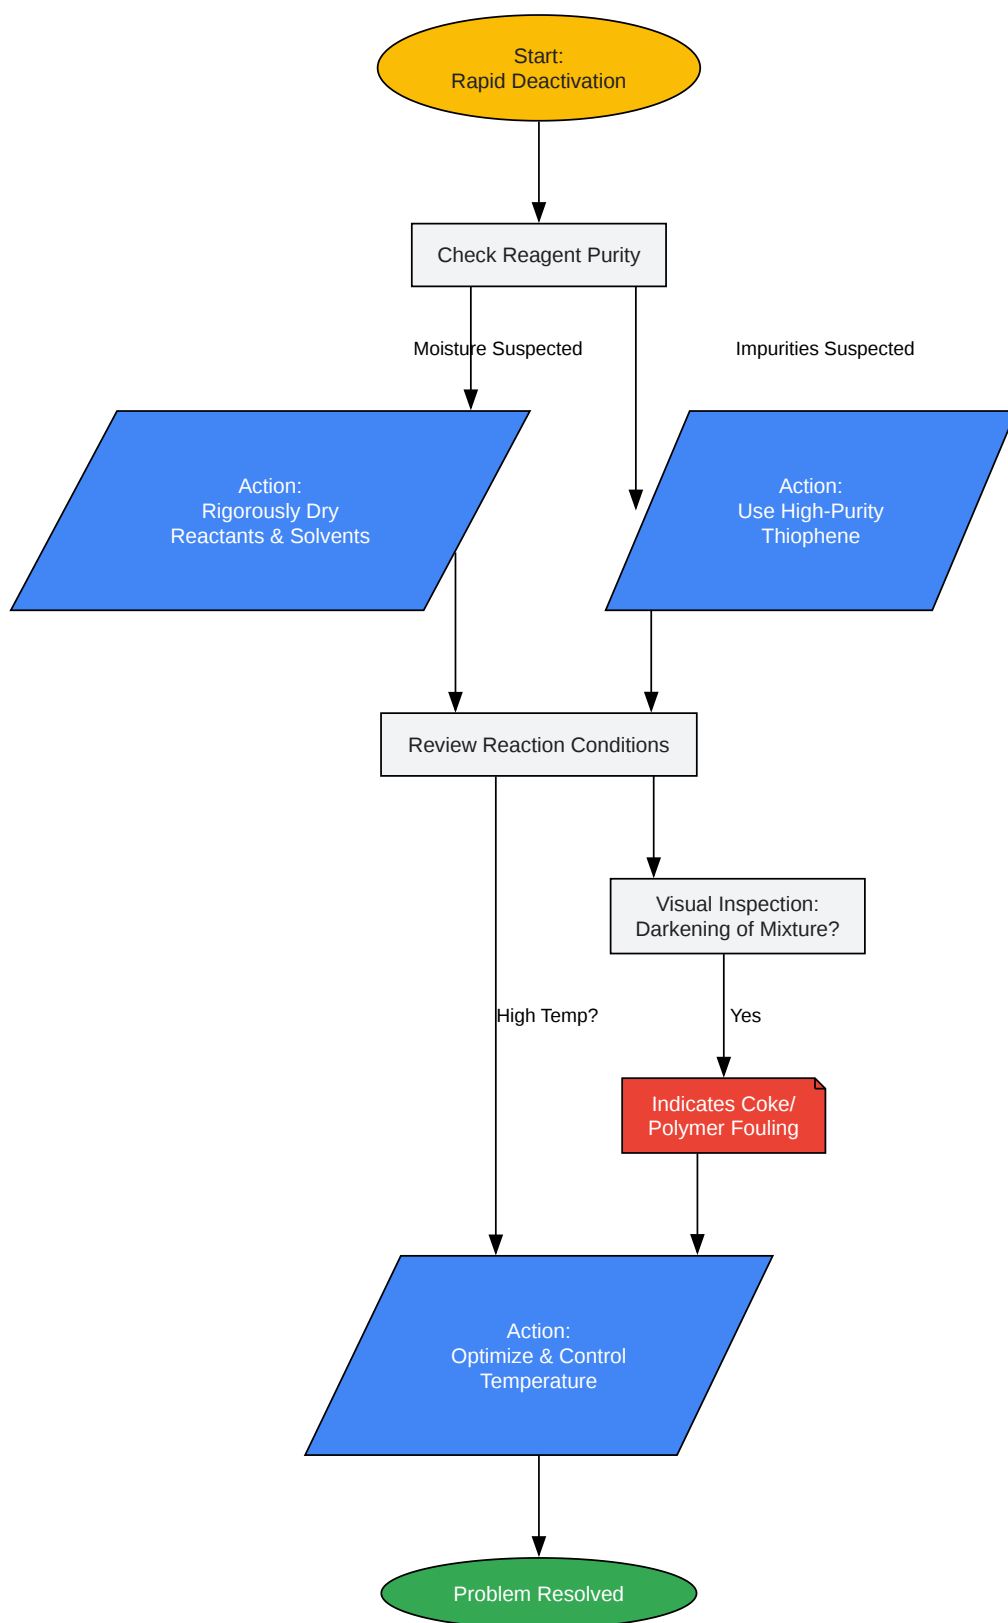 Start:
Rapid Deactivation
Check Reagent Purity
Moisture Suspected
Impurities Suspected
Action:
Rigorously Dry
Reactants & Solvents
Action:
Use High-Purity
Thiophene
Review Reaction Conditions
Visual Inspection:
Darkening of Mixture?
High Temp?
Yes
Indicates Coke/
Polymer Fouling
Action:
Optimize & Control
Temperature
Problem Resolved